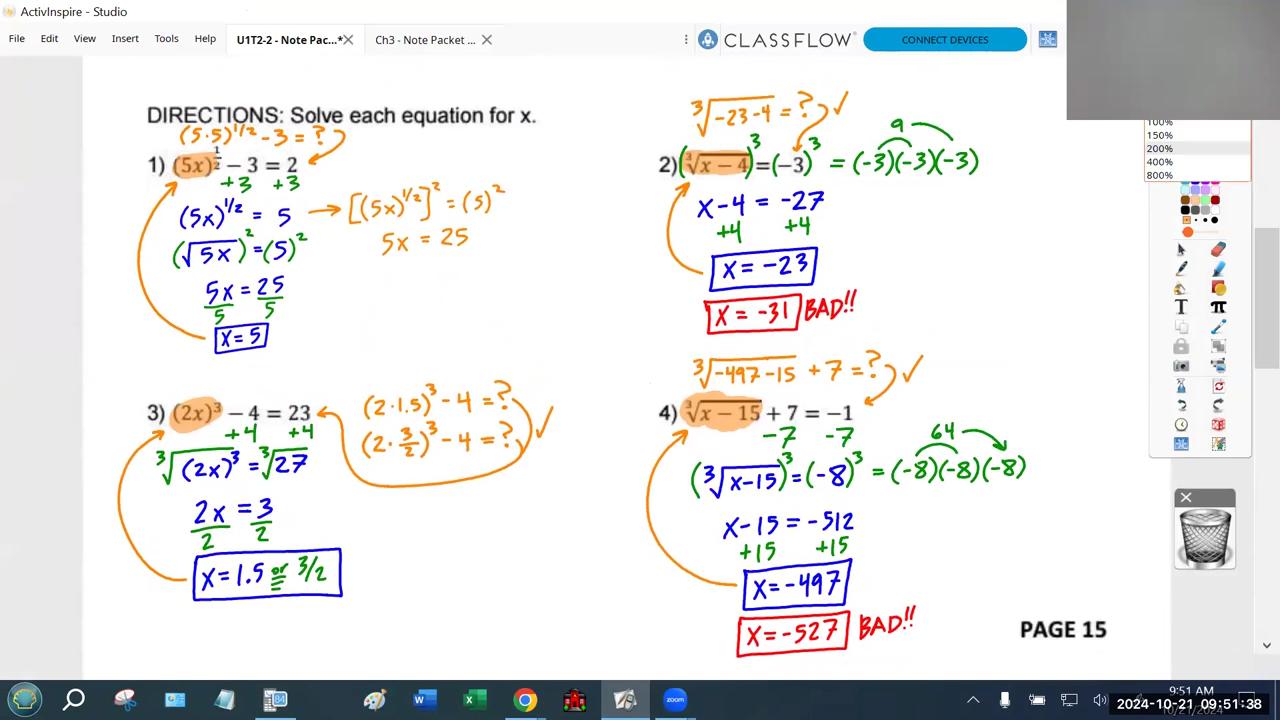 ActivInspire - Studio
File Edit View Insert Tools Help
U1T2-2 - Note Pac...*
Ch3 - Note Packet ...
CLASSFLOW
CONNECT DEVICES
100%
150%
200%
400%
800%
DIRECTIONS: Solve each equation for x.
(5·5)^1/2 - 3 = ?
1) (5x)^1/2 − 3 = 2
+3 +3
(5x)^1/2 = 5 → [(5x)^1/2]^2 = (5)^2
5x = 25
(√5x)^2 = (5)^2
5x = 25
5 5
x = 5
∛-23-4 = ? ✓
2) (∛x − 4)^3 = (−3)^3 = (-3)(-3)(-3)
9
x-4 = -27
+4 +4
x = -23
x = -31 BAD!!
3) (2x)^3 − 4 = 23
+4 +4
∛(2x)^3 = ∛27
2x = 3
2 2
x = 1.5 or 3/2
(2·1.5)^3 - 4 = ?
(2·3/2)^3 - 4 = ? ✓
∛-497-15 + 7 = ? ✓
4) ∛x − 15 + 7 = −1
-7 -7
64
(∛x-15)^3 = (-8)^3 = (-8)(-8)(-8)
x-15 = -512
+15 +15
x = -497
x = -527 BAD!!
PAGE 15
T π
9:51 AM
2024-10-21 09:51:38